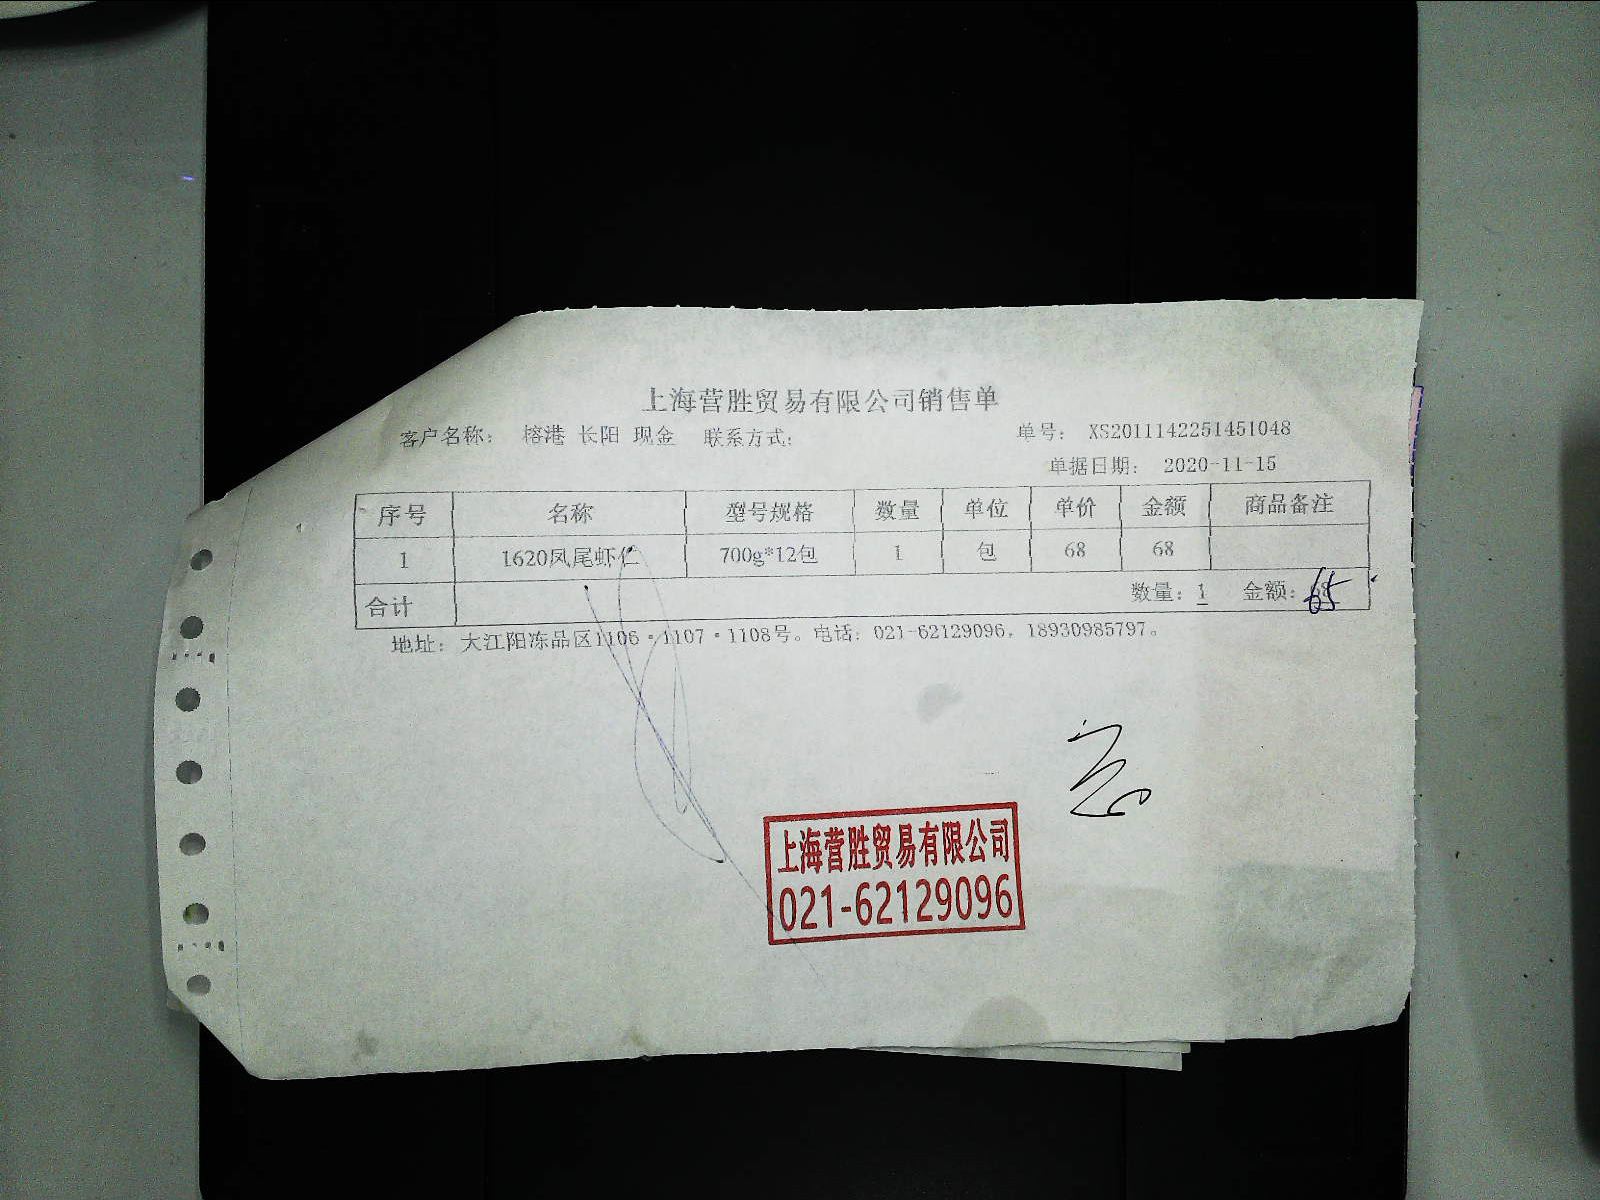 上海营胜贸易有限公司销售单
客户名称： 榕港 长阳 现金 联系方式： 单号： XS2011142251451048
单据日期： 2020-11-15
序号 名称 型号规格 数量 单位 单价 金额 商品备注
1 1620凤尾虾仁 700g*12包 1 包 68 68
合计 数量：1 金额：65
地址： 大江阳冻品区1106·1107·1108号。电话：021-62129096，18930985797。
上海营胜贸易有限公司
021-62129096